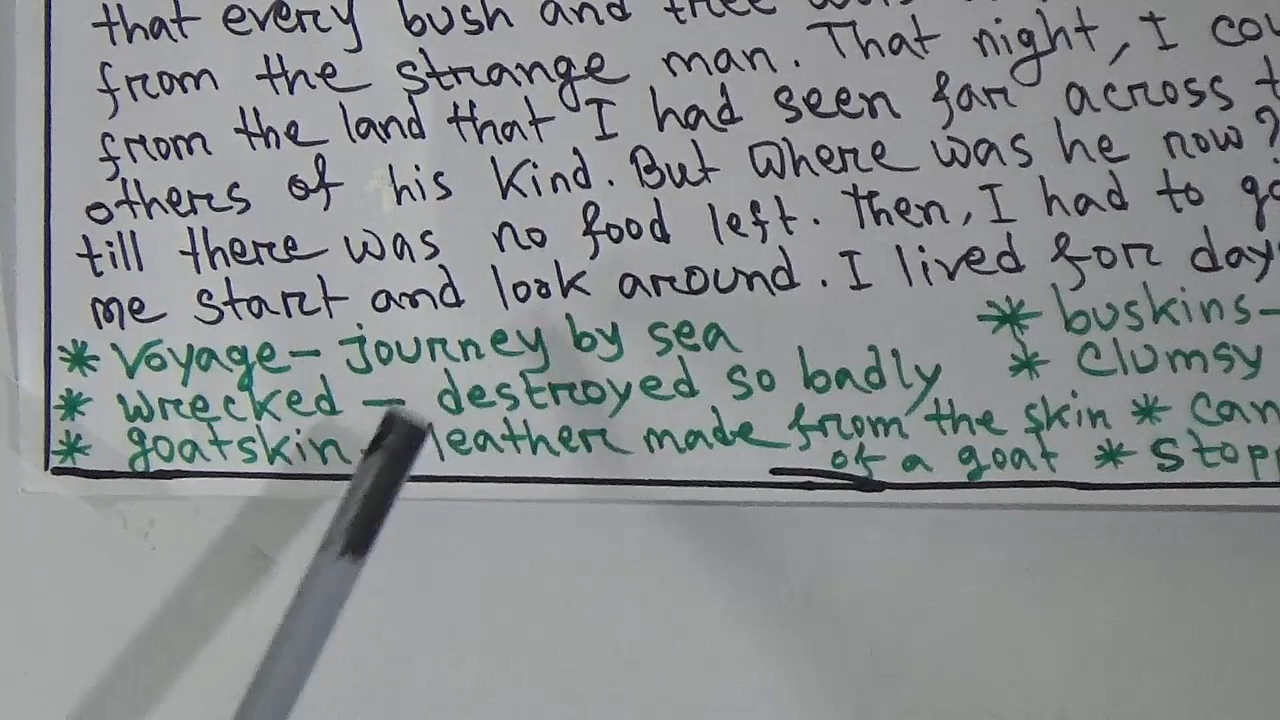 that every bush and tree
from the strange man. That night, I
from the land that I had seen far across
others of his kind. But where was he now?
till there was no food left. Then, I had to
me start and look around. I lived for day
* Voyage - journey by sea * buskins-
* wrecked - destroyed so badly * Clumsy
* goatskin - leather made from the skin * can
of a goat * stop